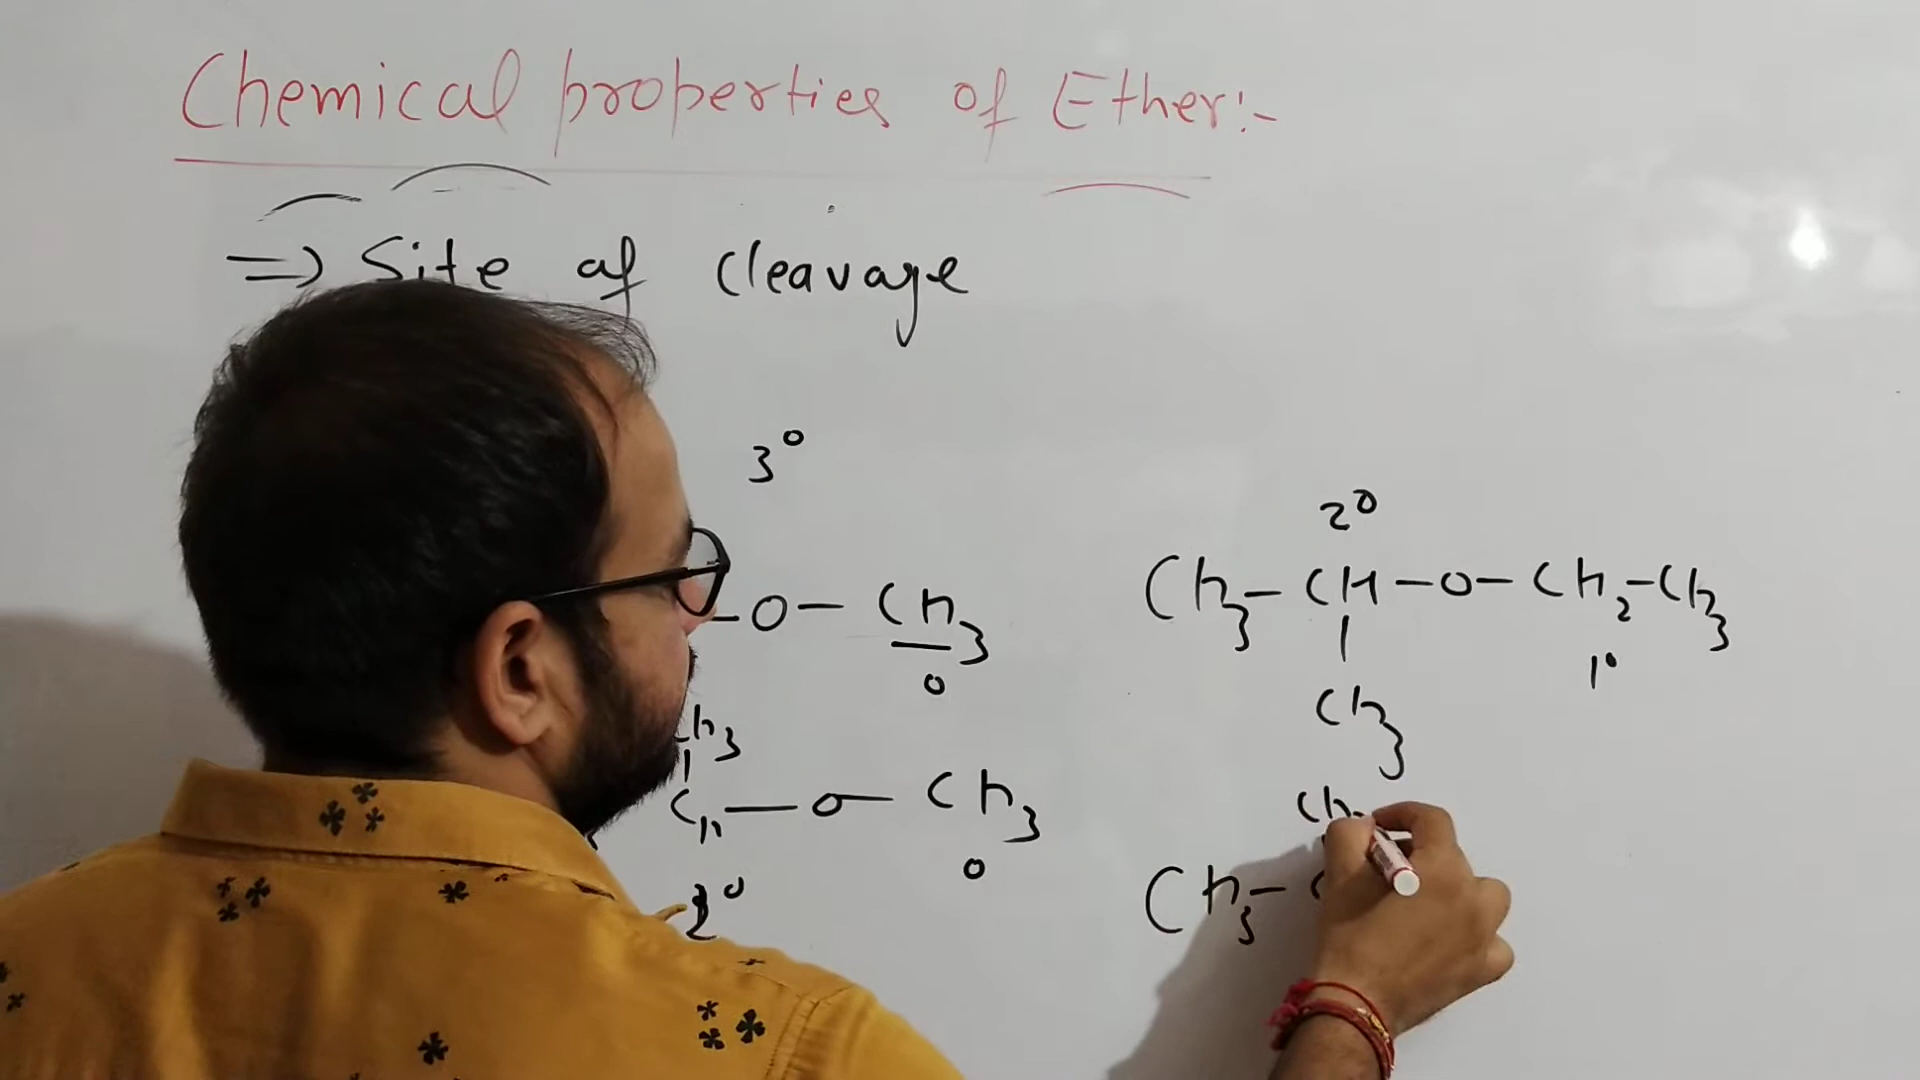 Chemical properties of Ether:-
=> Site of cleavage
3°
-O-CH3
0
2°
CH3-CH-O-CH2-CH3
1°
CH3
CH3
CH-O-CH3
2° 0
CH3-